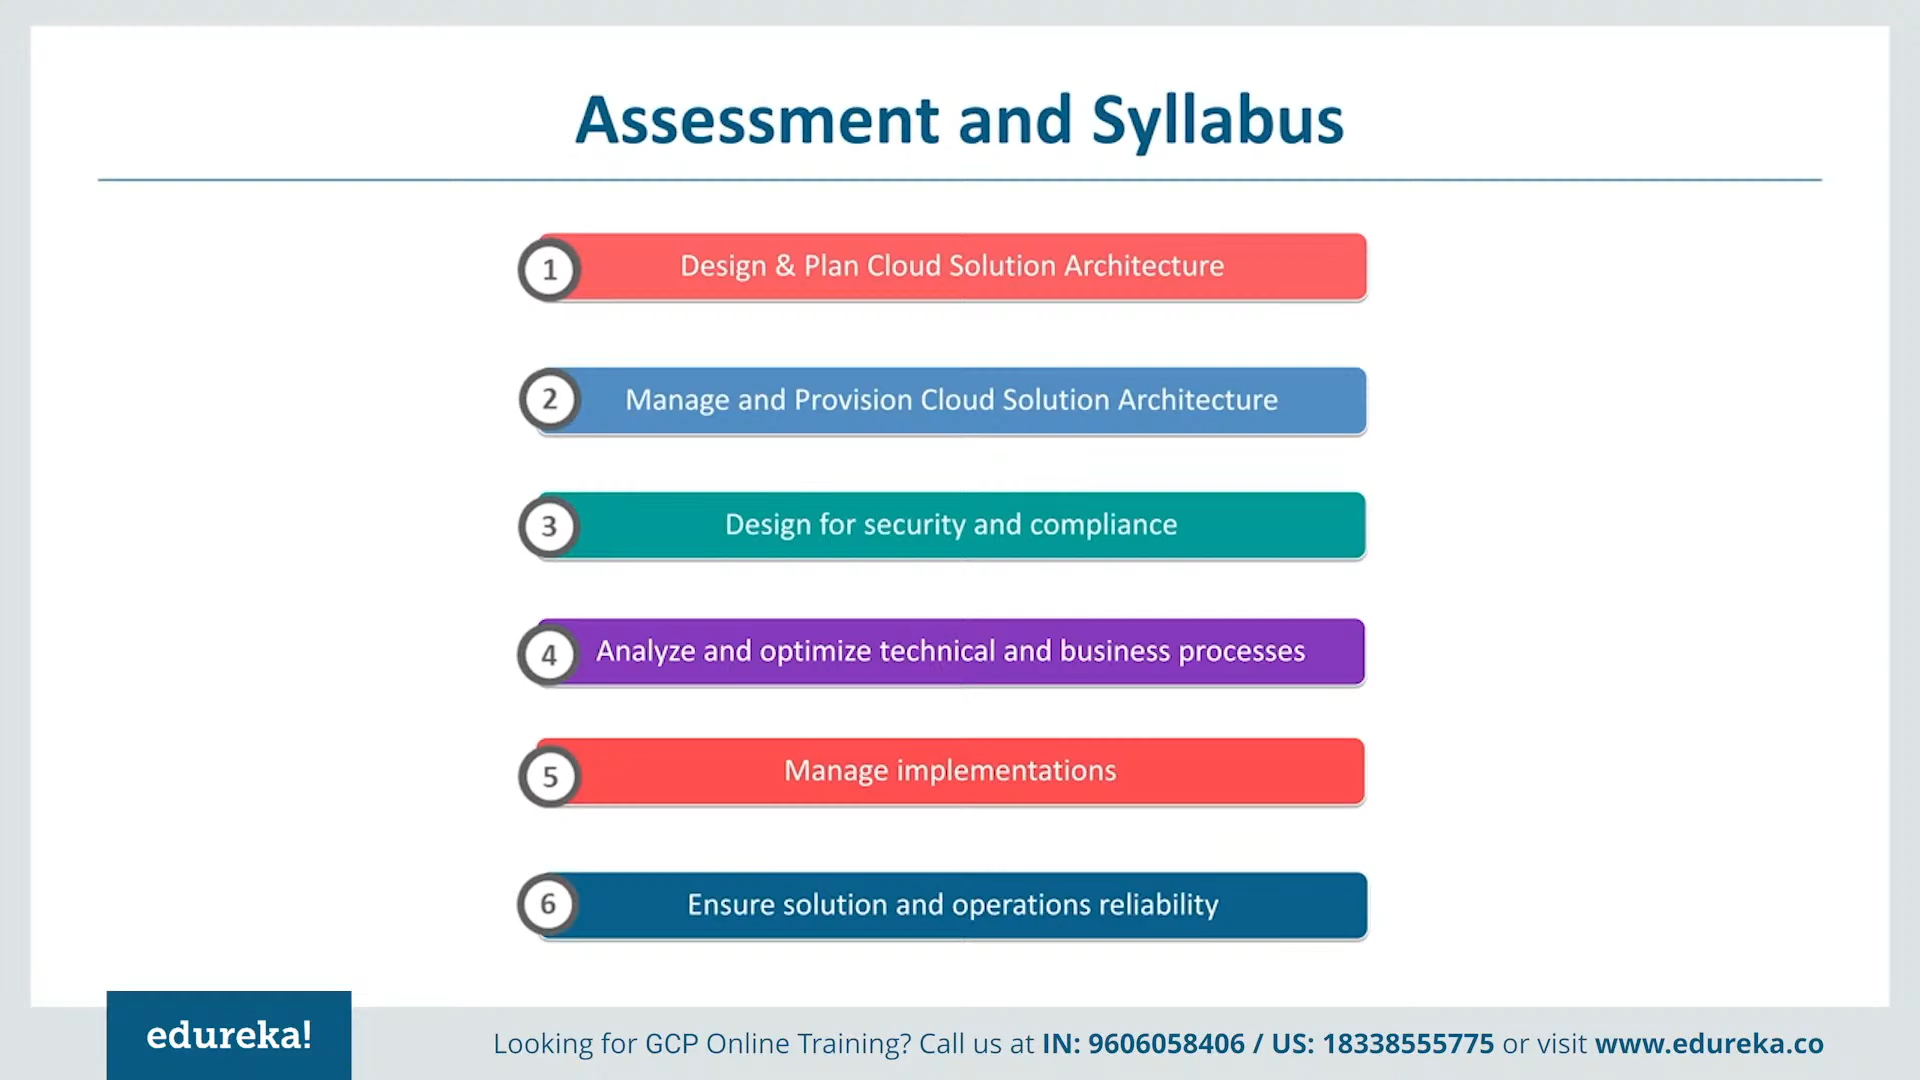 Assessment and Syllabus
1 Design & Plan Cloud Solution Architecture
2 Manage and Provision Cloud Solution Architecture
3 Design for security and compliance
4 Analyze and optimize technical and business processes
5 Manage implementations
6 Ensure solution and operations reliability
edureka!
Looking for GCP Online Training? Call us at IN: 9606058406 / US: 18338555775 or visit www.edureka.co